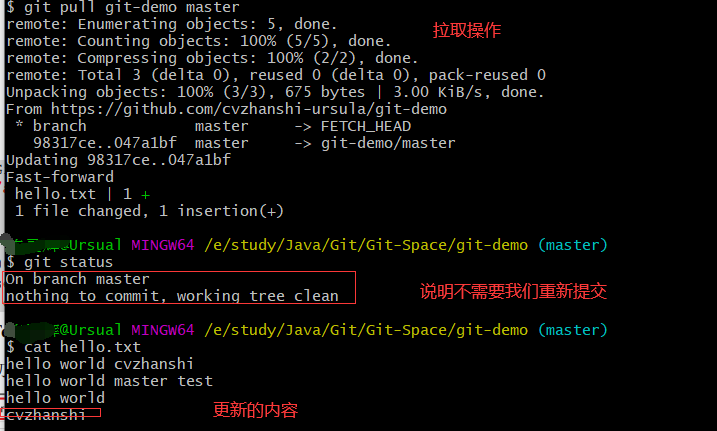 $ git pull git-demo master
remote: Enumerating objects: 5, done.
拉取操作
remote: Counting objects: 100% (5/5), done.
remote: Compressing objects: 100% (2/2), done.
remote: Total 3 (delta 0), reused 0 (delta 0), pack-reused 0
Unpacking objects: 100% (3/3), 675 bytes | 3.00 KiB/s, done.
From https://github.com/cvzhanshi-ursula/git-demo
* branch master -> FETCH_HEAD
98317ce..047a1bf master -> git-demo/master
Updating 98317ce..047a1bf
Fast-forward
hello.txt | 1 +
1 file changed, 1 insertion(+)
@Ursual MINGW64 /e/study/Java/Git/Git-Space/git-demo (master)
$ git status
On branch master
nothing to commit, working tree clean
说明不需要我们重新提交
@Ursual MINGW64 /e/study/Java/Git/Git-Space/git-demo (master)
$ cat hello.txt
hello world cvzhanshi
hello world master test
hello world
cvzhanshi
更新的内容